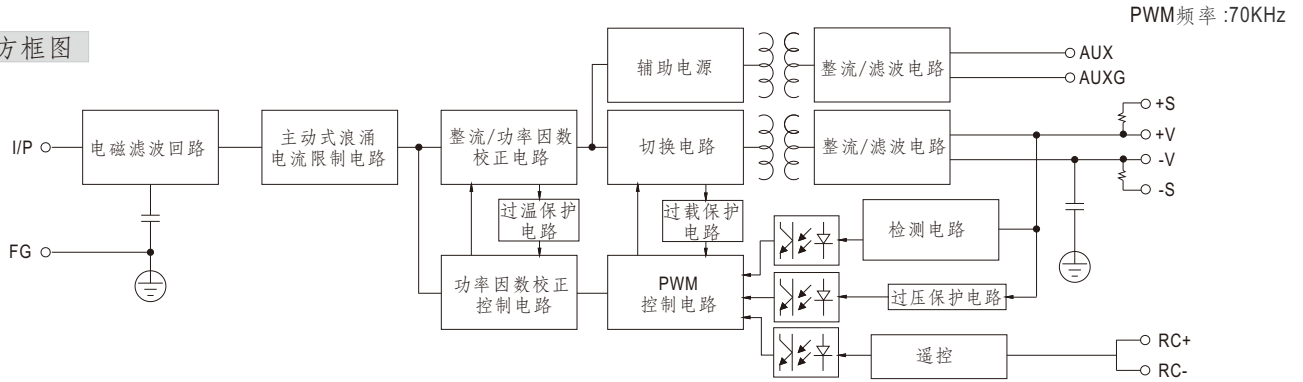 PWM频率 :70KHz
方框图
辅助电源
整流/滤波电路
AUX
AUXG
I/P
电磁滤波回路
主动式浪涌
电流限制电路
整流/功率因数
校正电路
切换电路
整流/滤波电路
+S
+V
-V
-S
过温保护
电路
过载保护
电路
检测电路
FG
功率因数校正
控制电路
PWM
控制电路
过压保护电路
遥控
RC+
RC-